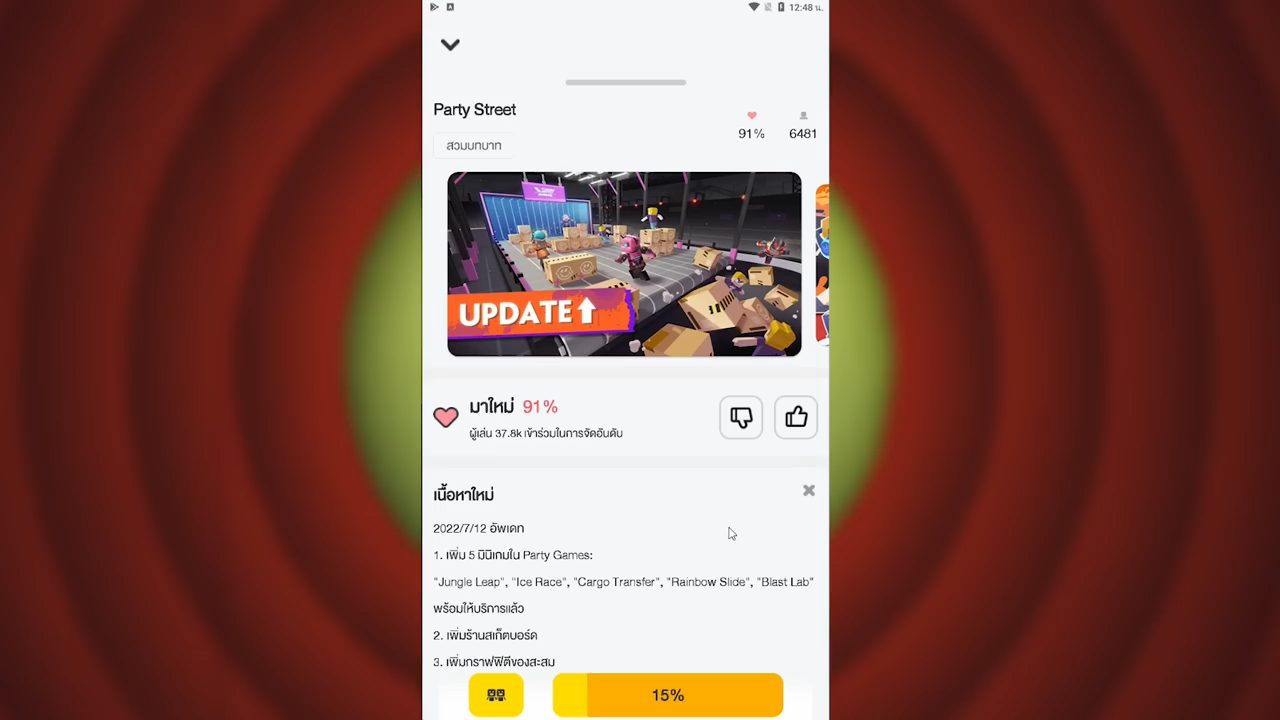 12:48 น.
Party Street
91%
6481
สวมบทบาท
UPDATE
มาใหม่ 91%
ผู้เล่น 37.8k เข้าร่วมในการจัดอันดับ
เนื้อหาใหม่
2022/7/12 อัพเดท
1. เพิ่ม 5 มินิเกมใน Party Games:
"Jungle Leap", "Ice Race", "Cargo Transfer", "Rainbow Slide", "Blast Lab"
พร้อมให้บริการแล้ว
2. เพิ่มร้านสเก็ตบอร์ด
3. เพิ่มกราฟฟิตีของสะสม
15%